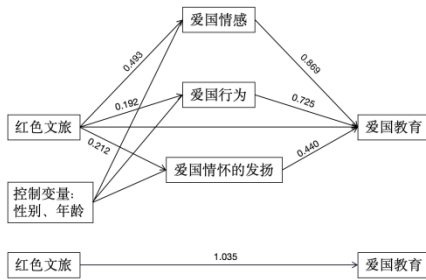 爱国情感
0.493
0.869
爱国行为
0.192
0.725
红色文旅
爱国教育
0.212
0.440
爱国情怀的发扬
控制变量:
性别、年龄
1.035
红色文旅
爱国教育